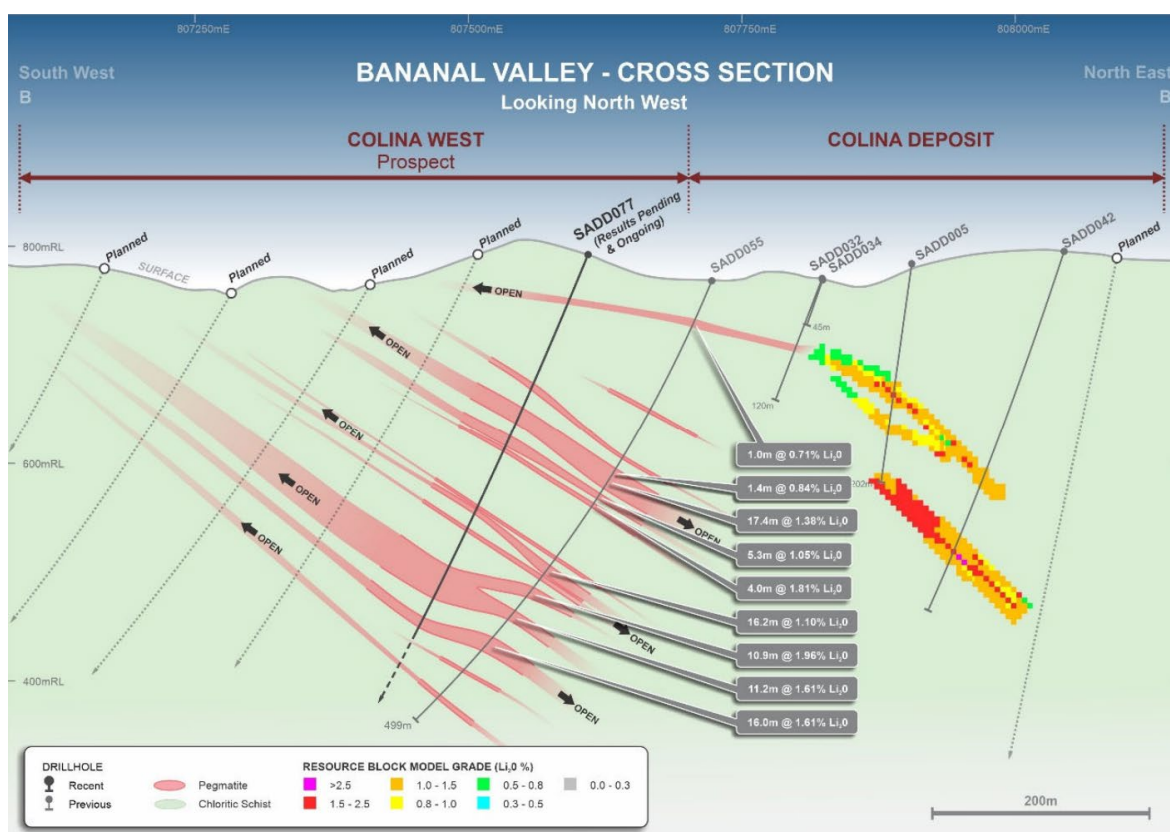 807250mE
807500mE
807750mE
808000mE
South West
B
BANANAL VALLEY - CROSS SECTION
Looking North West
North East
B
COLINA WEST
Prospect
COLINA DEPOSIT
800mRL
600mRL
400mRL
SURFACE
Planned
Planned
Planned
Planned
SADD077
(Results Pending
& Ongoing)
SADD055
SADD032
SADD034
SADD005
SADD042
Planned
OPEN
OPEN
OPEN
OPEN
OPEN
OPEN
OPEN
OPEN
45m
120m
202m
499m
1.0m @ 0.71% Li₂0
1.4m @ 0.84% Li₂0
17.4m @ 1.38% Li₂0
5.3m @ 1.05% Li₂0
4.0m @ 1.81% Li₂0
16.2m @ 1.10% Li₂0
10.9m @ 1.96% Li₂0
11.2m @ 1.61% Li₂0
16.0m @ 1.61% Li₂0
DRILLHOLE
Recent
Previous
Pegmatite
Chloritic Schist
RESOURCE BLOCK MODEL GRADE (Li₂0 %)
>2.5
1.0 - 1.5
0.5 - 0.8
0.0 - 0.3
1.5 - 2.5
0.8 - 1.0
0.3 - 0.5
200m